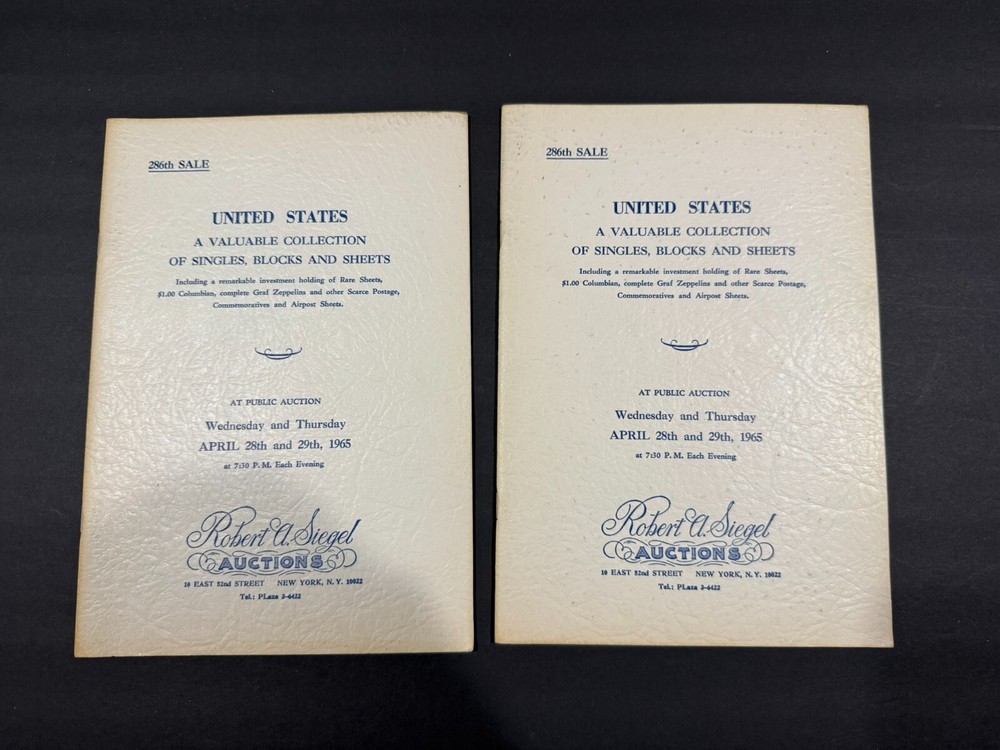 286th SALE
UNITED STATES
A VALUABLE COLLECTION
OF SINGLES, BLOCKS AND SHEETS
Including a remarkable investment holding of Rare Sheets,
$1.00 Columbian, complete Graf Zeppelins and other Scarce Postage,
Commemoratives and Airpost Sheets.
AT PUBLIC AUCTION
Wednesday and Thursday
APRIL 28th and 29th, 1965
at 7:30 P. M. Each Evening
Robert A. Siegel
AUCTIONS
10 EAST 52nd STREET NEW YORK, N. Y. 10022
Tel.: PLaza 3-6422
286th SALE
UNITED STATES
A VALUABLE COLLECTION
OF SINGLES, BLOCKS AND SHEETS
Including a remarkable investment holding of Rare Sheets,
$1.00 Columbian, complete Graf Zeppelins and other Scarce Postage,
Commemoratives and Airpost Sheets.
AT PUBLIC AUCTION
Wednesday and Thursday
APRIL 28th and 29th, 1965
at 7:30 P. M. Each Evening
Robert A. Siegel
AUCTIONS
10 EAST 52nd STREET NEW YORK, N. Y. 10022
Tel.: PLaza 3-6422